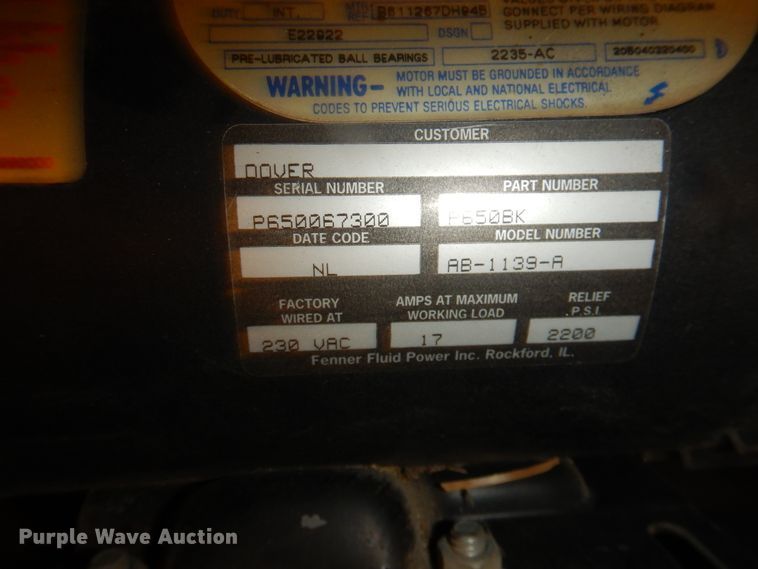 DUTY INT. MTR. REF.
CONNECT PER WIRING DIAGRAM
SUPPLIED WITH MOTOR.
E22922 DSGN
PRE-LUBRICATED BALL BEARINGS 2235-AC
WARNING- MOTOR MUST BE GROUNDED IN ACCORDANCE
WITH LOCAL AND NATIONAL ELECTRICAL
CODES TO PREVENT SERIOUS ELECTRICAL SHOCKS.
CUSTOMER
DOVER
SERIAL NUMBER PART NUMBER
P650067300 P650BK
DATE CODE MODEL NUMBER
NL AB-1139-A
FACTORY WIRED AT AMPS AT MAXIMUM WORKING LOAD RELIEF P.S.I.
230 VAC 17 2200
Fenner Fluid Power Inc. Rockford, IL.
Purple Wave Auction